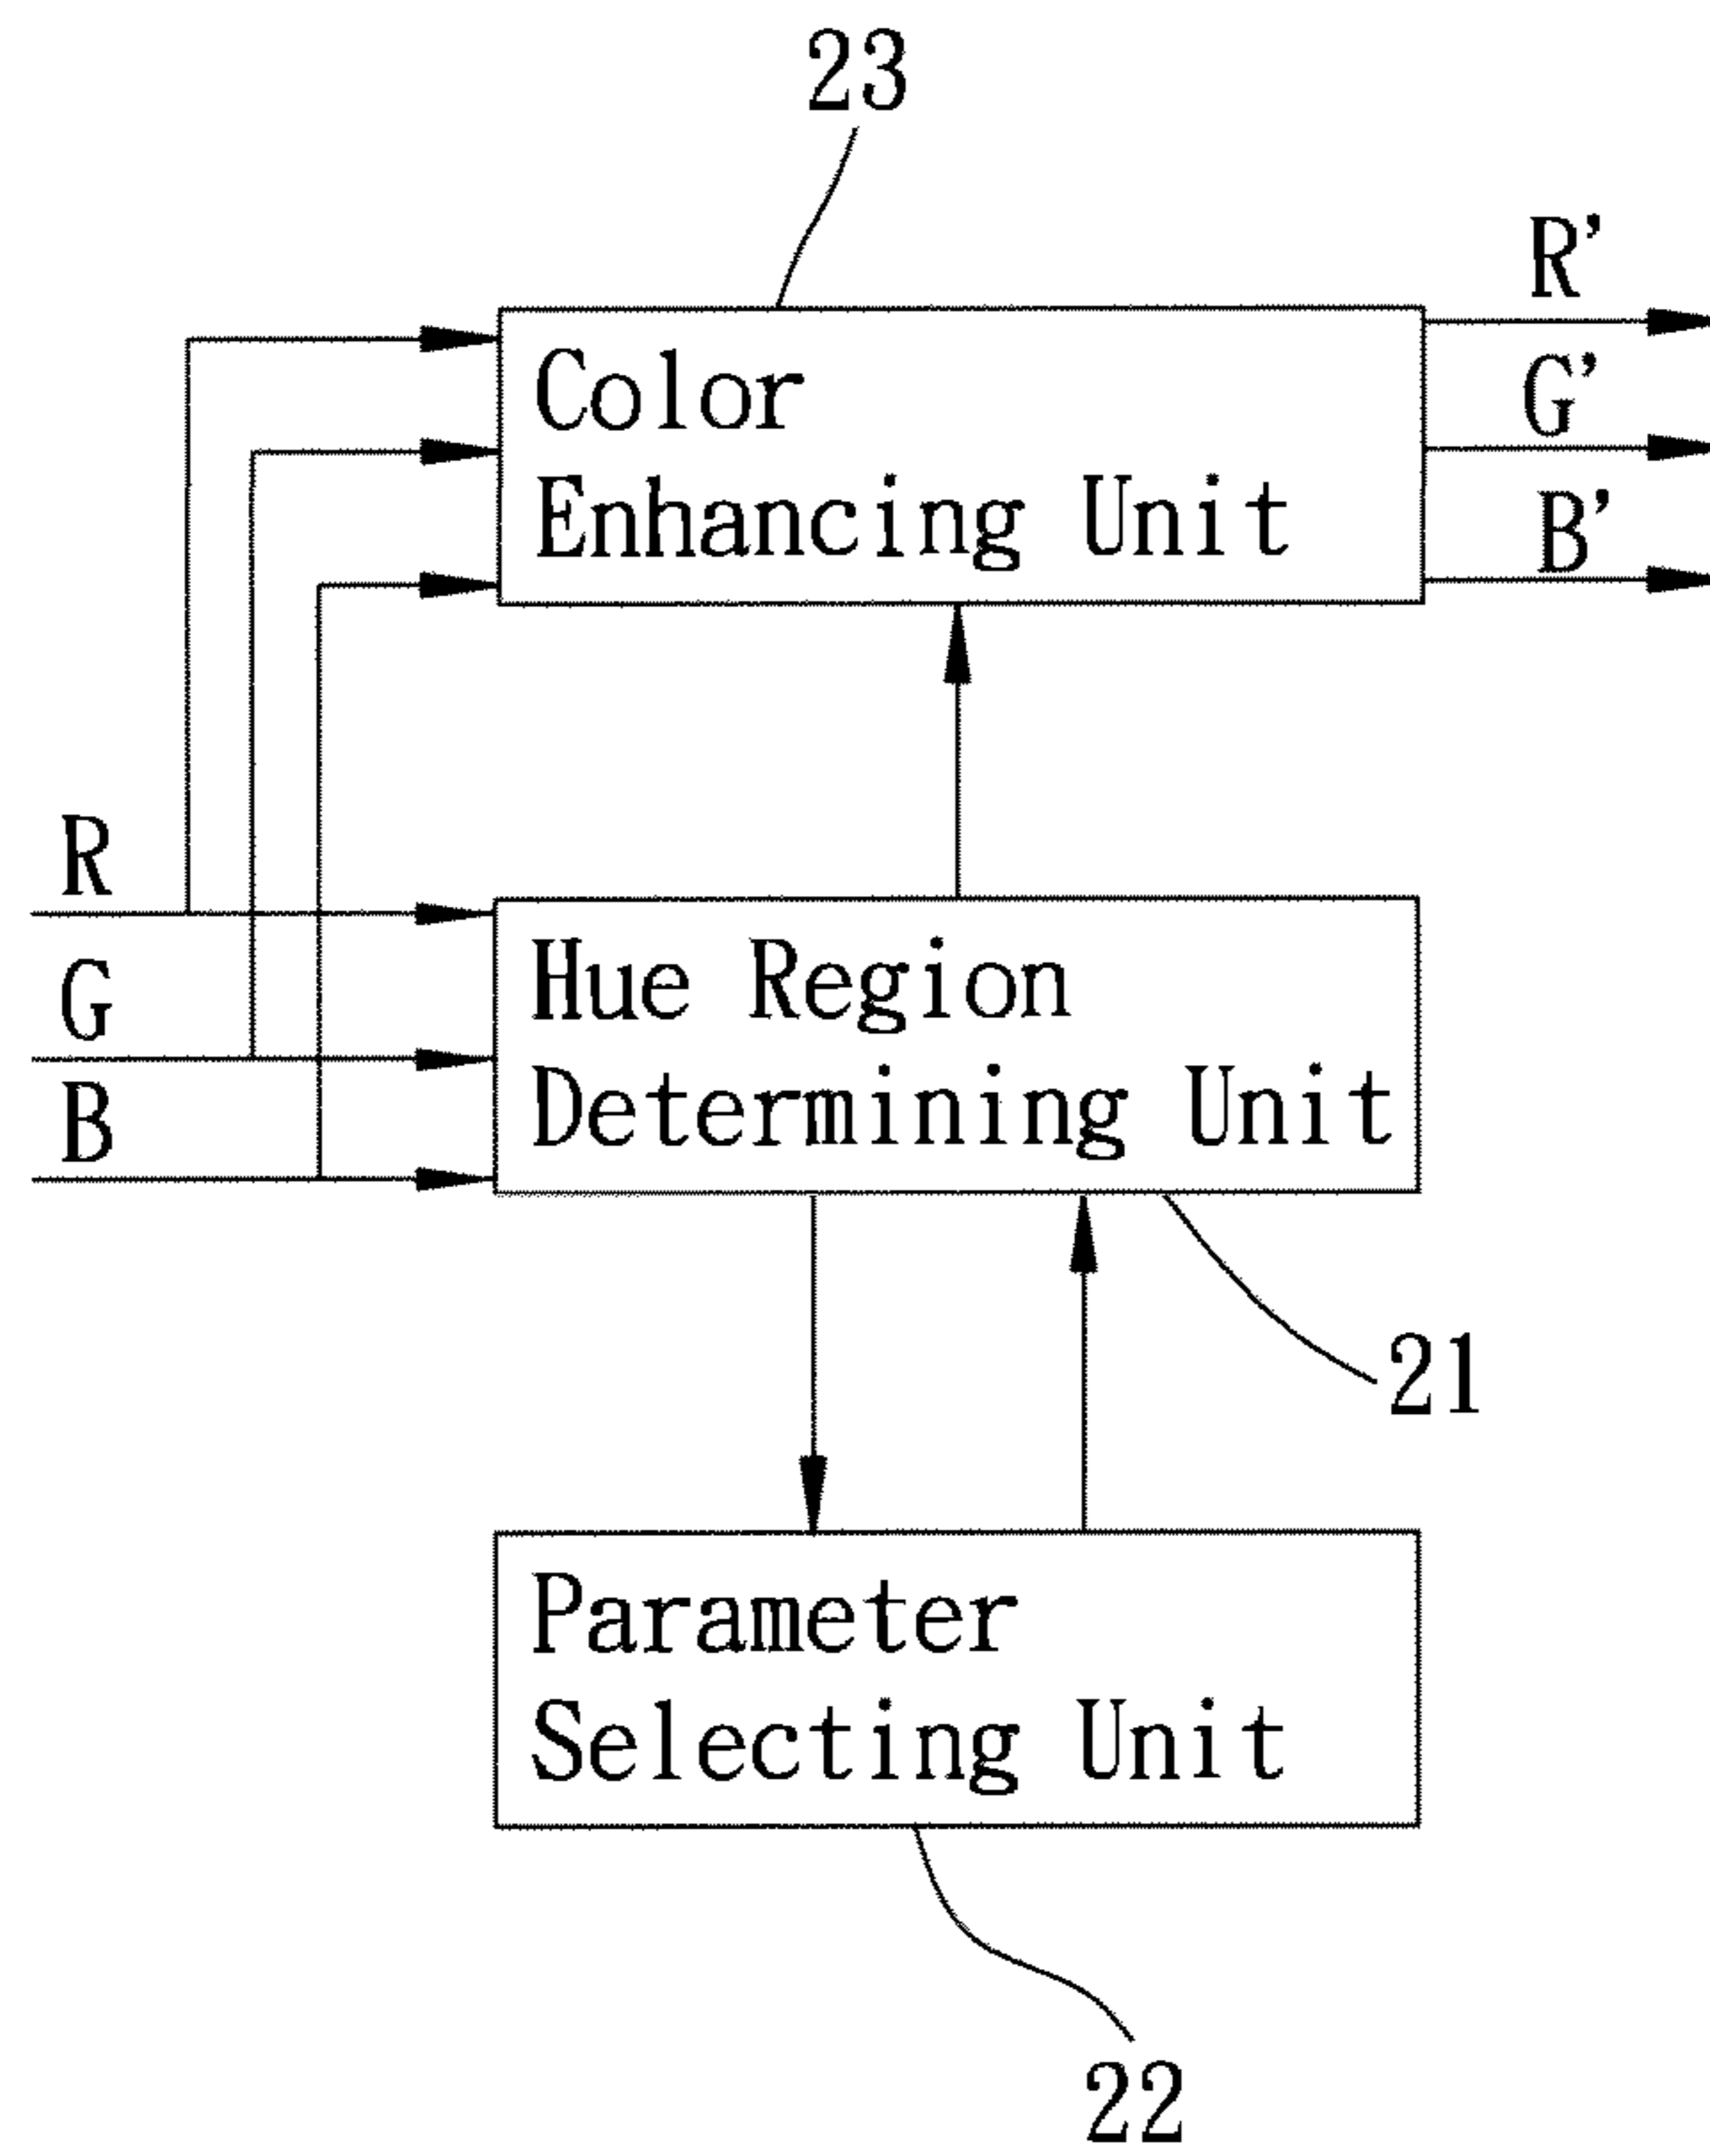 23
R'
Color
G'
Enhancing Unit
B'
R
Hue Region
G
Determining Unit
B
21
Parameter
Selecting Unit
22